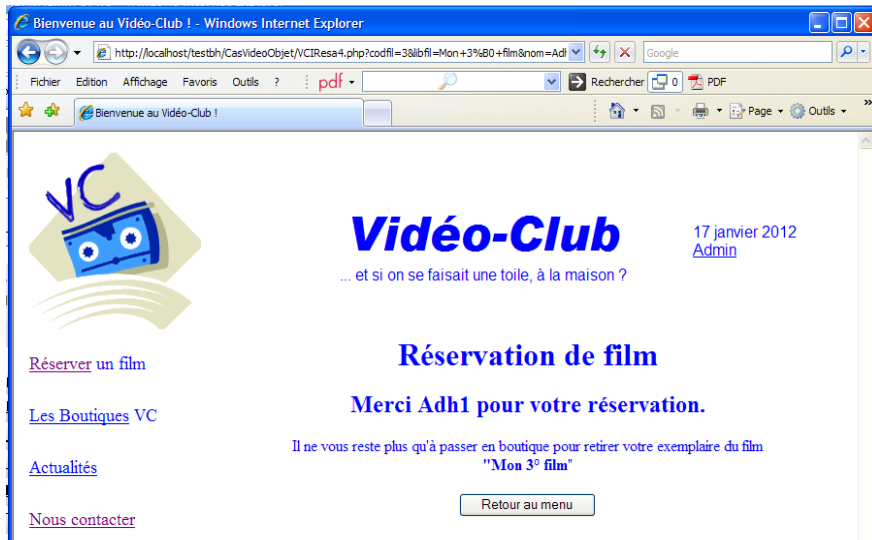 Bienvenue au Vidéo-Club ! - Windows Internet Explorer
http://localhost/testbh/CasVideoObjet/VCIResa4.php?codfil=3&libfil=Mon+3%B0+film&nom=Adh
Google
Fichier Edition Affichage Favoris Outils ?
pdf
Rechercher 0 PDF
Bienvenue au Vidéo-Club !
Page Outils »
VC
Vidéo-Club
17 janvier 2012
Admin
... et si on se faisait une toile, à la maison ?
Réservation de film
Réserver un film
Merci Adh1 pour votre réservation.
Les Boutiques VC
Il ne vous reste plus qu'à passer en boutique pour retirer votre exemplaire du film
"Mon 3° film"
Actualités
Retour au menu
Nous contacter